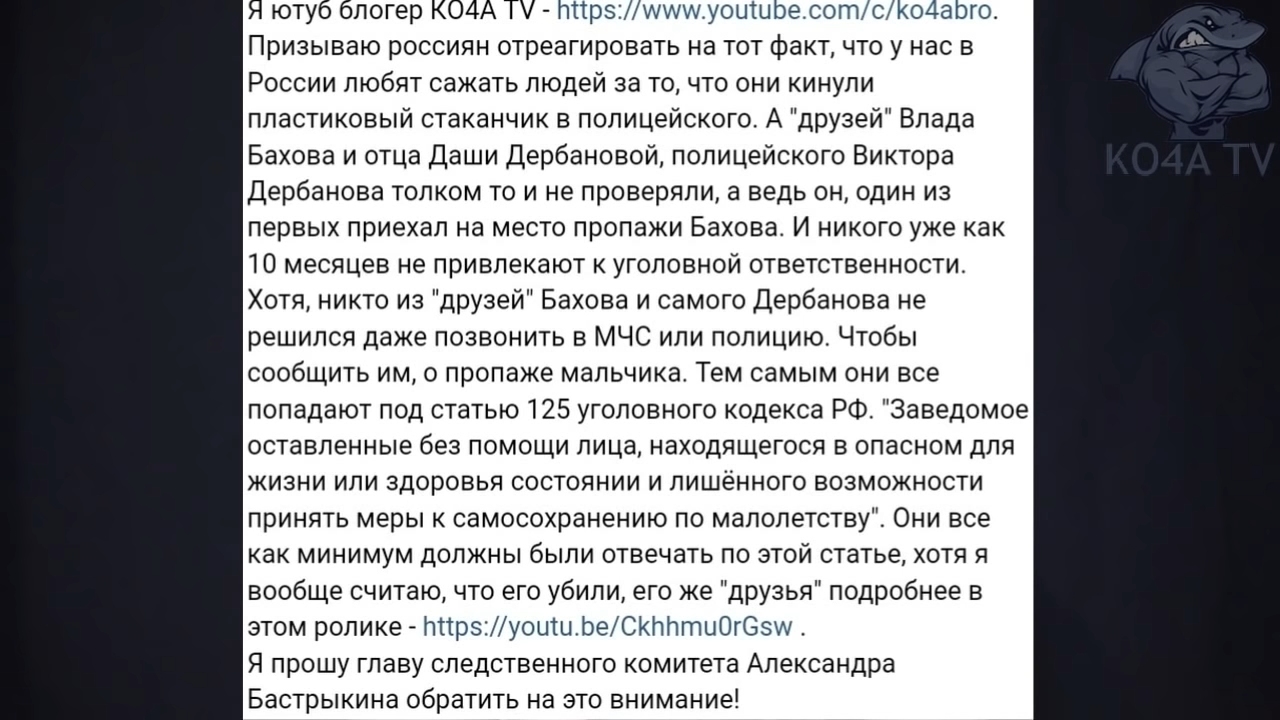 Я ютуб блогер KO4A TV - https://www.youtube.com/c/ko4abro.
Призываю россиян отреагировать на тот факт, что у нас в
России любят сажать людей за то, что они кинули
пластиковый стаканчик в полицейского. А "друзей" Влада
Бахова и отца Даши Дербановой, полицейского Виктора
Дербанова толком то и не проверяли, а ведь он, один из
первых приехал на место пропажи Бахова. И никого уже как
10 месяцев не привлекают к уголовной ответственности.
Хотя, никто из "друзей" Бахова и самого Дербанова не
решился даже позвонить в МЧС или полицию. Чтобы
сообщить им, о пропаже мальчика. Тем самым они все
попадают под статью 125 уголовного кодекса РФ. "Заведомое
оставленные без помощи лица, находящегося в опасном для
жизни или здоровья состоянии и лишённого возможности
принять меры к самосохранению по малолетству". Они все
как минимум должны были отвечать по этой статье, хотя я
вообще считаю, что его убили, его же "друзья" подробнее в
этом ролике - https://youtu.be/Ckhhmu0rGsw .
Я прошу главу следственного комитета Александра
Бастрыкина обратить на это внимание!
KO4A TV